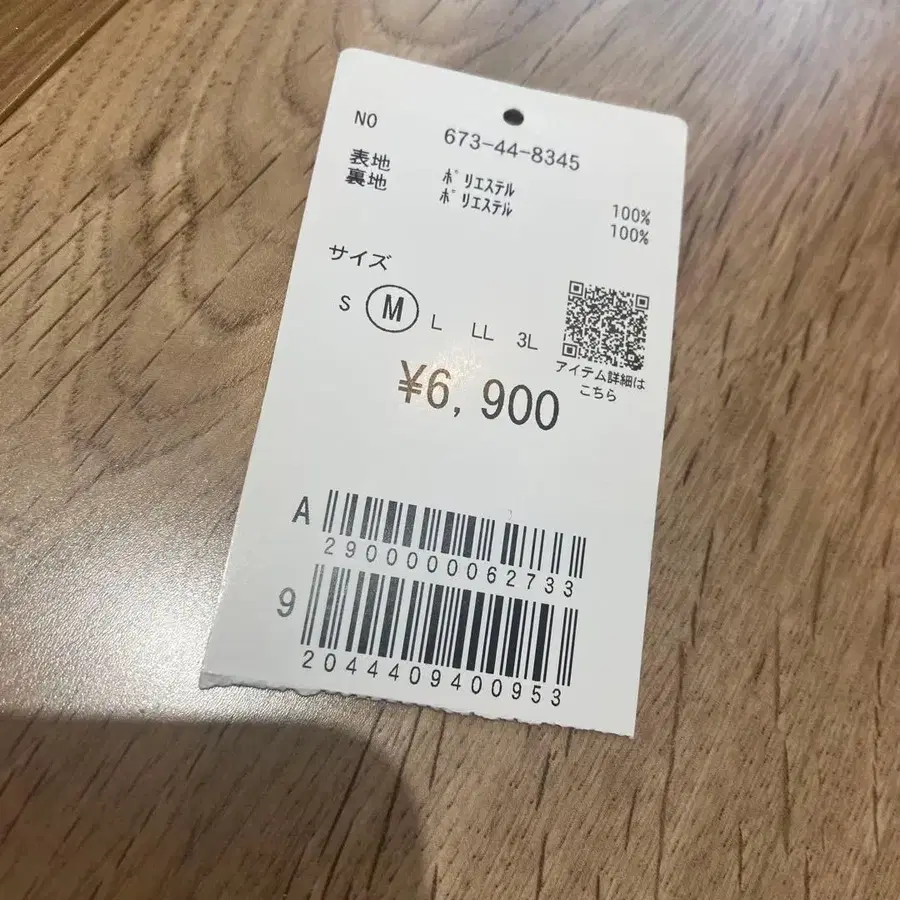 NO 673-44-8345
表地 ﾎﾟﾘｴｽﾃﾙ 100%
裏地 ﾎﾟﾘｴｽﾃﾙ 100%
サイズ
S M L LL 3L
アイテム詳細は
こちら
¥6,900
A
2900000062733
9
2044409400953